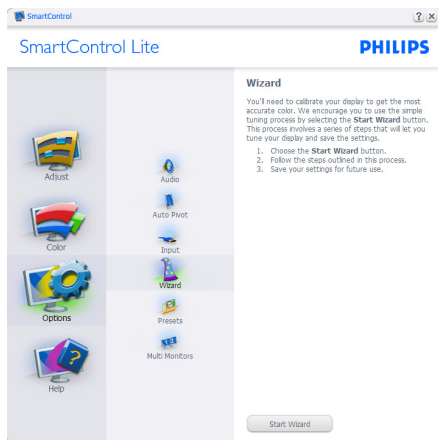 SmartControl
SmartControl Lite
PHILIPS
Adjust
Color
Options
Help
Audio
Auto Pivot
Input
Wizard
Presets
Multi Monitors
Wizard
You'll need to calibrate your display to get the most
accurate color. We encourage you to use the simple
tuning process by selecting the Start Wizard button.
This process involves a series of steps that will let you
tune your display and save the settings.
1. Choose the Start Wizard button.
2. Follow the steps outlined in this process.
3. Save your settings for future use.
Start Wizard